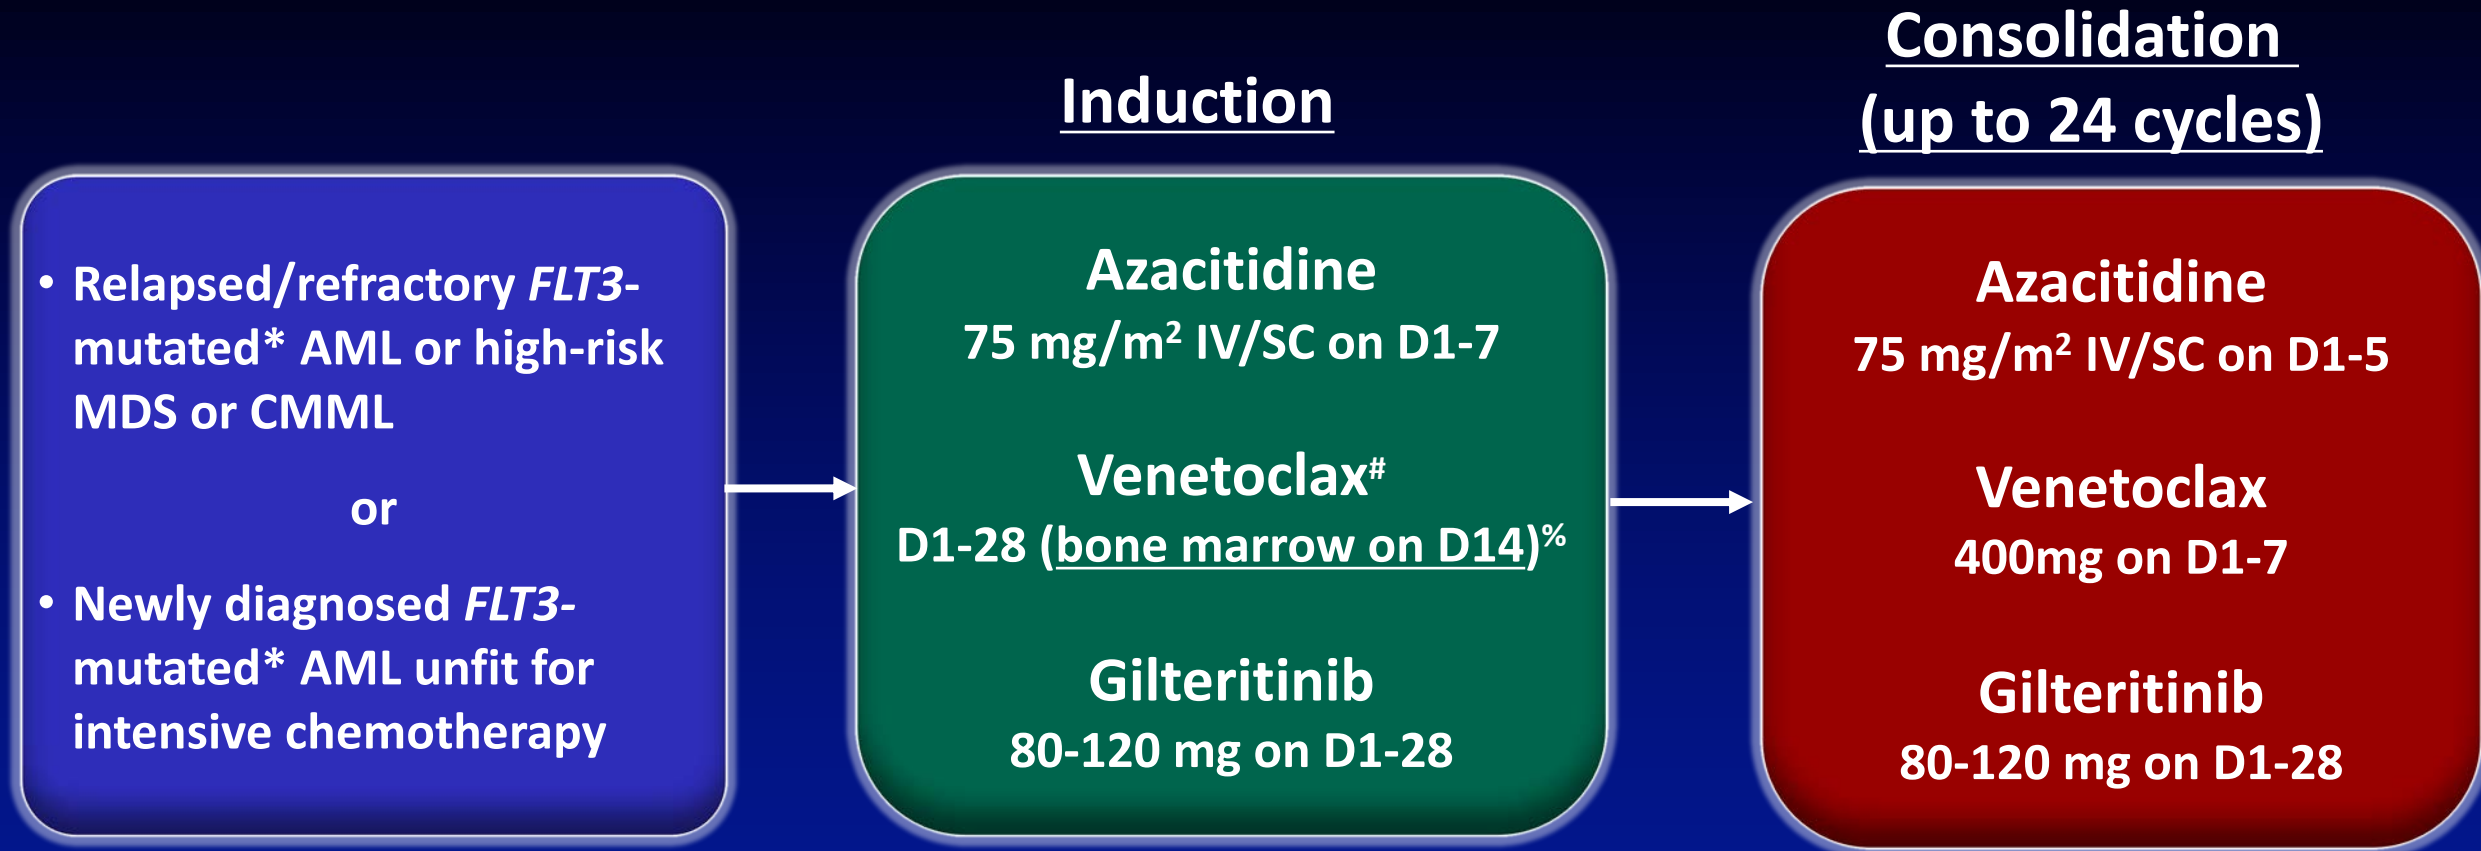 Induction
Consolidation
(up to 24 cycles)
• Relapsed/refractory FLT3-
mutated* AML or high-risk
MDS or CMML
or
• Newly diagnosed FLT3-
mutated* AML unfit for
intensive chemotherapy
Azacitidine
75 mg/m² IV/SC on D1-7
Venetoclax#
D1-28 (bone marrow on D14)%
Gilteritinib
80-120 mg on D1-28
Azacitidine
75 mg/m² IV/SC on D1-5
Venetoclax
400mg on D1-7
Gilteritinib
80-120 mg on D1-28